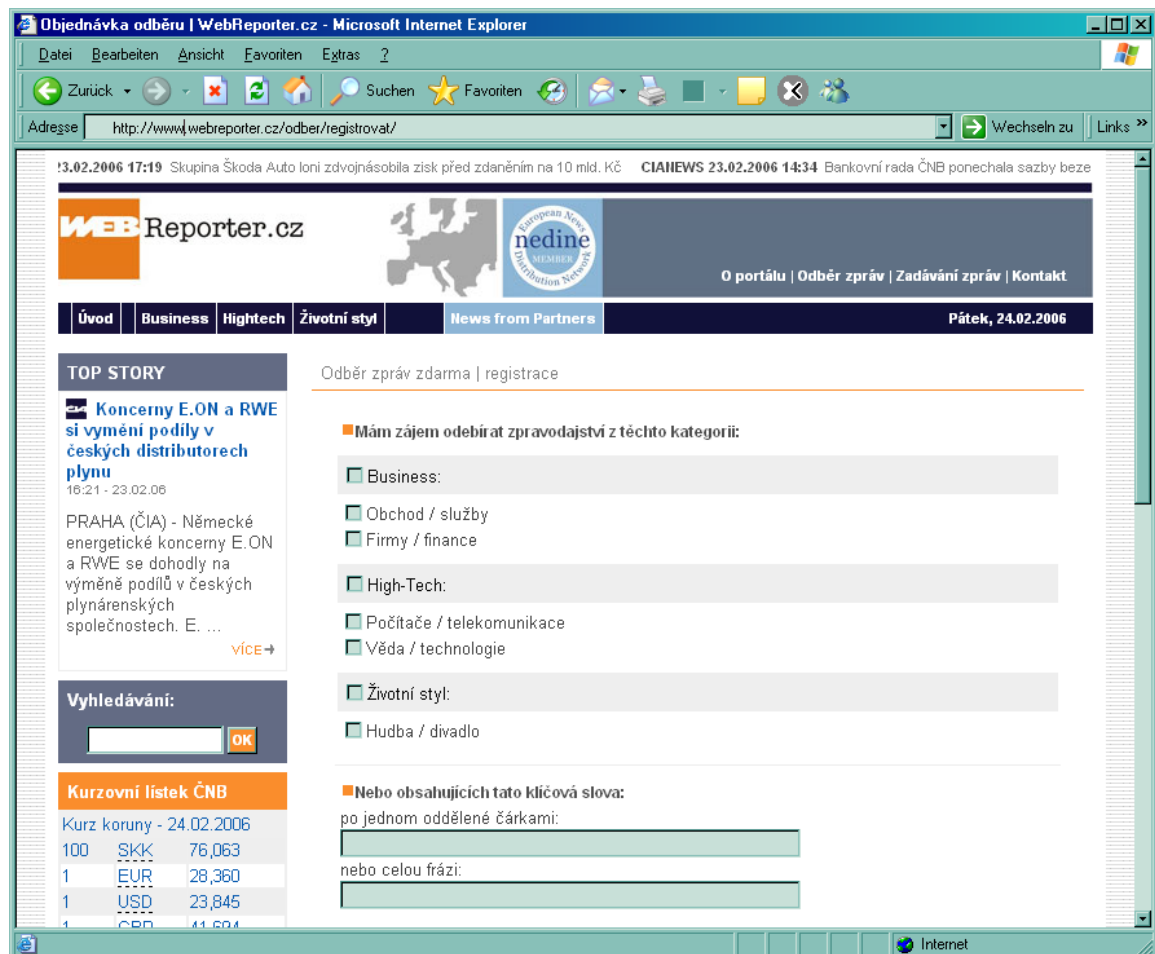 Objednávka odběru | WebReporter.cz - Microsoft Internet Explorer
Datei Bearbeiten Ansicht Favoriten Extras ?
Zurück Suchen Favoriten
Adresse http://www.webreporter.cz/odber/registrovat/ Wechseln zu Links »
23.02.2006 17:19 Skupina Škoda Auto loni zdvojnásobila zisk před zdaněním na 10 mld. Kč CIANEWS 23.02.2006 14:34 Bankovní rada ČNB ponechala sazby beze
WEB Reporter.cz
European News Distribution Network
nedine
MEMBER
O portálu | Odběr zpráv | Zadávání zpráv | Kontakt
Úvod Business Hightech Životní styl News from Partners Pátek, 24.02.2006
TOP STORY
Koncerny E.ON a RWE
si vymění podíly v
českých distributorech
plynu
16:21 - 23.02.06
PRAHA (ČIA) - Německé
energetické koncerny E.ON
a RWE se dohodly na
výměně podílů v českých
plynárenských
společnostech. E. ...
VÍCE
Vyhledávání:
OK
Kurzovní lístek ČNB
Kurz koruny - 24.02.2006
100 SKK 76,063
1 EUR 28,360
1 USD 23,845
1 GBP 41,694
Odběr zpráv zdarma | registrace
Mám zájem odebírat zpravodajství z těchto kategorii:
Business:
Obchod / služby
Firmy / finance
High-Tech:
Počítače / telekomunikace
Věda / technologie
Životní styl:
Hudba / divadlo
Nebo obsahujících tato klíčová slova:
po jednom oddělené čárkami:
nebo celou frázi:
Internet